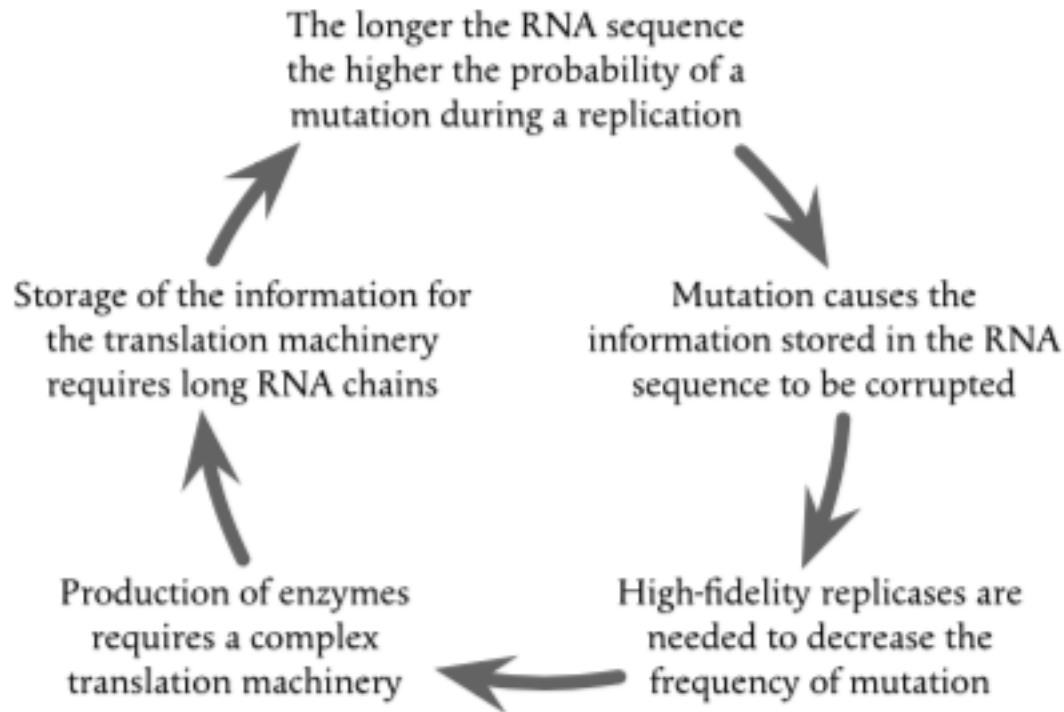 The longer the RNA sequence
the higher the probability of a
mutation during a replication
Mutation causes the
information stored in the RNA
sequence to be corrupted
High-fidelity replicases are
needed to decrease the
frequency of mutation
Production of enzymes
requires a complex
translation machinery
Storage of the information for
the translation machinery
requires long RNA chains